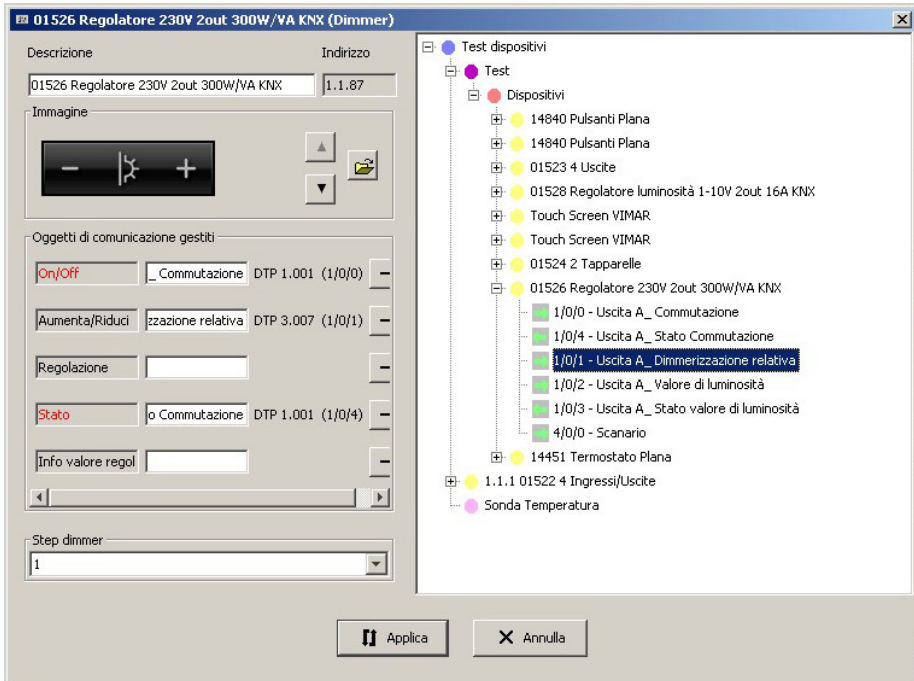 01526 Regolatore 230V 2out 300W/VA KNX (Dimmer)
Descrizione Indirizzo
01526 Regolatore 230V 2out 300W/VA KNX 1.1.87
Immagine
Oggetti di comunicazione gestiti
On/Off _ Commutazione DTP 1.001 (1/0/0)
Aumenta/Riduci zzazione relativa DTP 3.007 (1/0/1)
Regolazione
Stato o Commutazione DTP 1.001 (1/0/4)
Info valore regol
Step dimmer
1
Test dispositivi
Test
Dispositivi
14840 Pulsanti Plana
14840 Pulsanti Plana
01523 4 Uscite
01528 Regolatore luminosità 1-10V 2out 16A KNX
Touch Screen VIMAR
Touch Screen VIMAR
01524 2 Tapparelle
01526 Regolatore 230V 2out 300W/VA KNX
1/0/0 - Uscita A_ Commutazione
1/0/4 - Uscita A_ Stato Commutazione
1/0/1 - Uscita A_ Dimmerizzazione relativa
1/0/2 - Uscita A_ Valore di luminosità
1/0/3 - Uscita A_ Stato valore di luminosità
4/0/0 - Scanario
14451 Termostato Plana
1.1.1 01522 4 Ingressi/Uscite
Sonda Temperatura
Applica Annulla